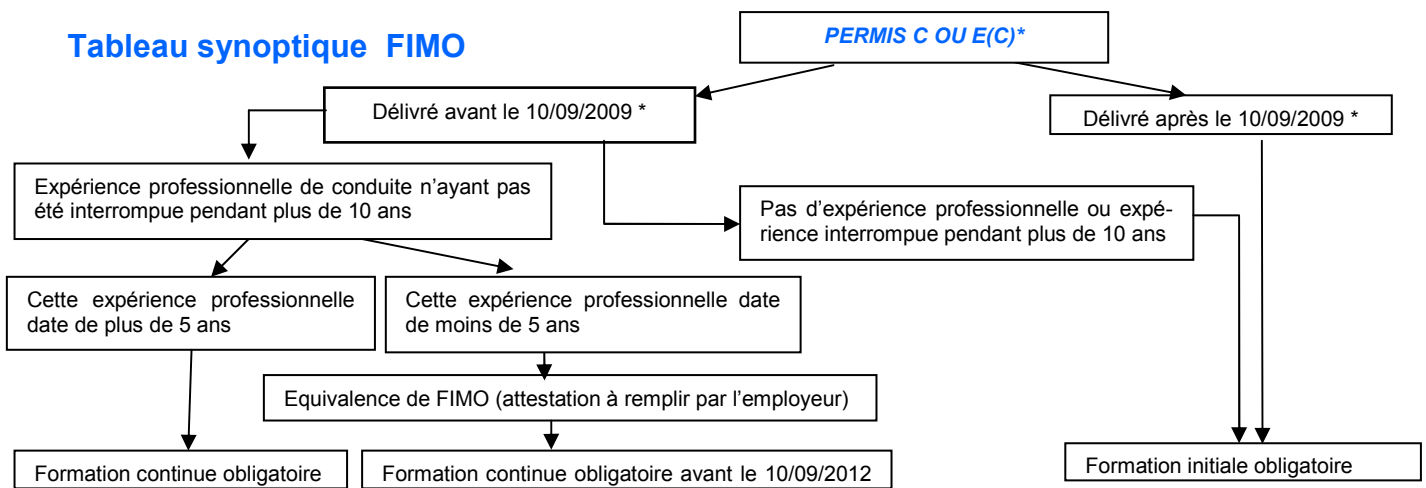 Tableau synoptique FIMO
PERMIS C OU E(C)*
Délivré avant le 10/09/2009 *
Délivré après le 10/09/2009 *
Expérience professionnelle de conduite n’ayant pas
été interrompue pendant plus de 10 ans
Pas d’expérience professionnelle ou expé-
rience interrompue pendant plus de 10 ans
Cette expérience professionnelle
date de plus de 5 ans
Cette expérience professionnelle date
de moins de 5 ans
Equivalence de FIMO (attestation à remplir par l’employeur)
Formation continue obligatoire
Formation continue obligatoire avant le 10/09/2012
Formation initiale obligatoire